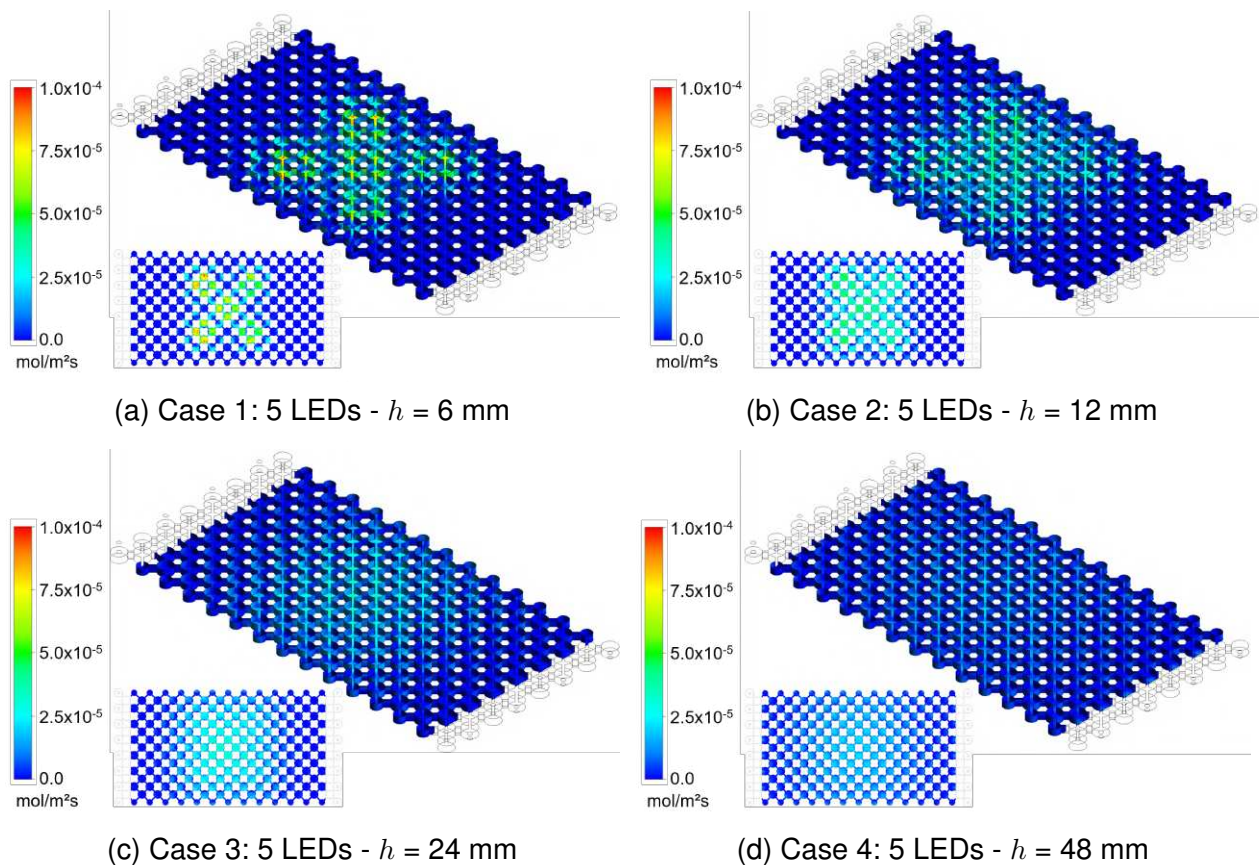 1.0x10⁻⁴
7.5x10⁻⁵
5.0x10⁻⁵
2.5x10⁻⁵
0.0
mol/m²s
(a) Case 1: 5 LEDs - h = 6 mm
1.0x10⁻⁴
7.5x10⁻⁵
5.0x10⁻⁵
2.5x10⁻⁵
0.0
mol/m²s
(b) Case 2: 5 LEDs - h = 12 mm
1.0x10⁻⁴
7.5x10⁻⁵
5.0x10⁻⁵
2.5x10⁻⁵
0.0
mol/m²s
(c) Case 3: 5 LEDs - h = 24 mm
1.0x10⁻⁴
7.5x10⁻⁵
5.0x10⁻⁵
2.5x10⁻⁵
0.0
mol/m²s
(d) Case 4: 5 LEDs - h = 48 mm